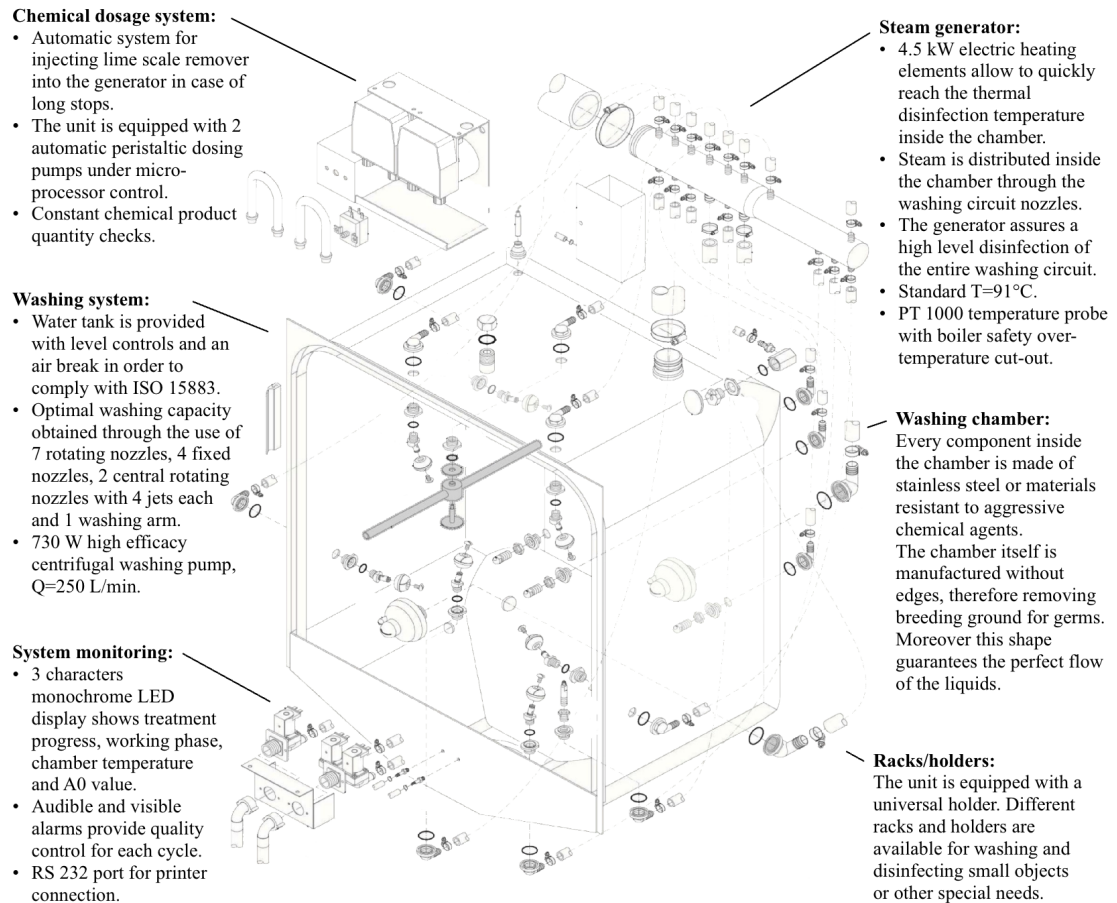 Chemical dosage system:
• Automatic system for
injecting lime scale remover
into the generator in case of
long stops.
• The unit is equipped with 2
automatic peristaltic dosing
pumps under micro-
processor control.
• Constant chemical product
quantity checks.
Washing system:
• Water tank is provided
with level controls and an
air break in order to
comply with ISO 15883.
• Optimal washing capacity
obtained through the use of
7 rotating nozzles, 4 fixed
nozzles, 2 central rotating
nozzles with 4 jets each
and 1 washing arm.
• 730 W high efficacy
centrifugal washing pump,
Q=250 L/min.
System monitoring:
• 3 characters
monochrome LED
display shows treatment
progress, working phase,
chamber temperature
and A0 value.
• Audible and visible
alarms provide quality
control for each cycle.
• RS 232 port for printer
connection.
Steam generator:
• 4.5 kW electric heating
elements allow to quickly
reach the thermal
disinfection temperature
inside the chamber.
• Steam is distributed inside
the chamber through the
washing circuit nozzles.
• The generator assures a
high level disinfection of
the entire washing circuit.
• Standard T=91°C.
• PT 1000 temperature probe
with boiler safety over-
temperature cut-out.
Washing chamber:
Every component inside
the chamber is made of
stainless steel or materials
resistant to aggressive
chemical agents.
The chamber itself is
manufactured without
edges, therefore removing
breeding ground for germs.
Moreover this shape
guarantees the perfect flow
of the liquids.
Racks/holders:
The unit is equipped with a
universal holder. Different
racks and holders are
available for washing and
disinfecting small objects
or other special needs.